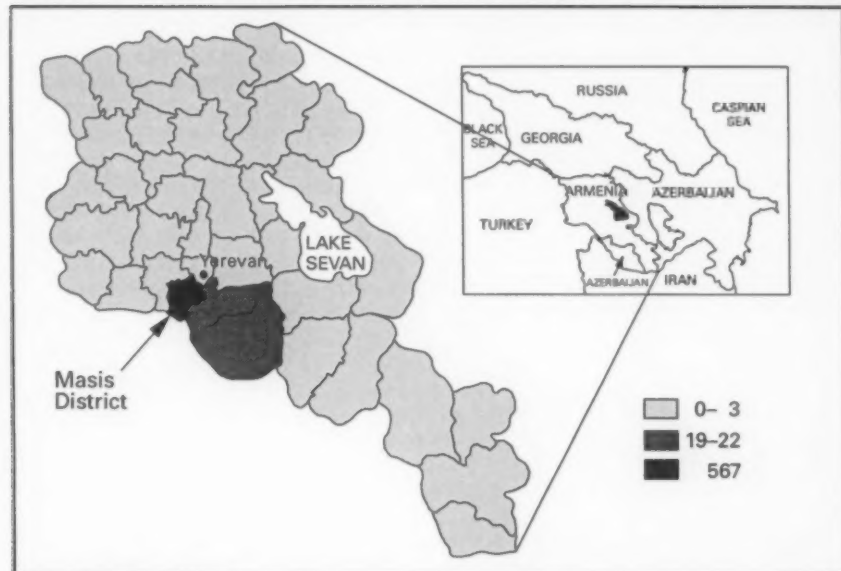 RUSSIA
CASPIAN
SEA
BLACK
SEA
GEORGIA
ARMENIA
AZERBAIJAN
TURKEY
AZERBAIJAN
IRAN
LAKE
SEVAN
Yerevan
Masis
District
0– 3
19–22
567